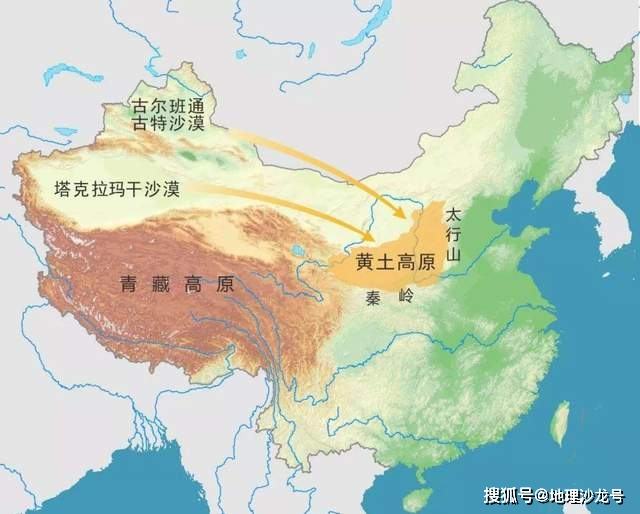 古尔班通
古特沙漠
塔克拉玛干沙漠
太行山
黄土高原
青藏高原
秦岭
搜狐号@地理沙龙号